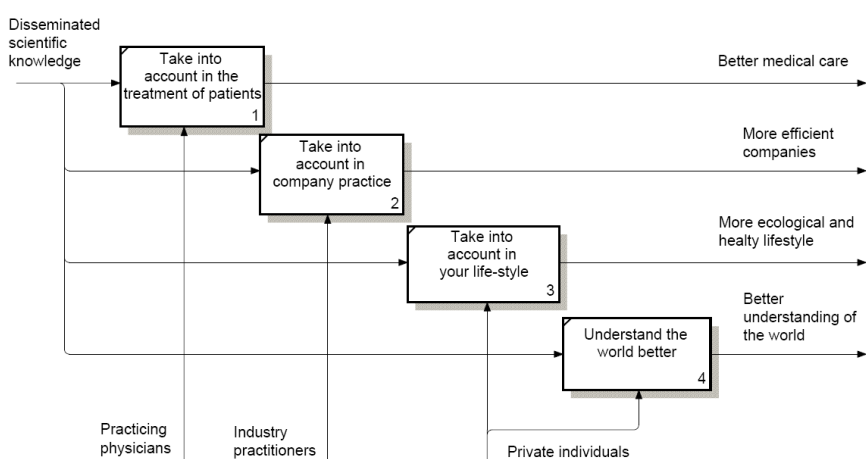 Disseminated
scientific
knowledge
Take into
account in the
treatment of patients
1
Better medical care
Take into
account in
company practice
2
More efficient
companies
Take into
account in
your life-style
3
More ecological and
healty lifestyle
Understand the
world better
4
Better
understanding of
the world
Practicing
physicians
Industry
practitioners
Private individuals